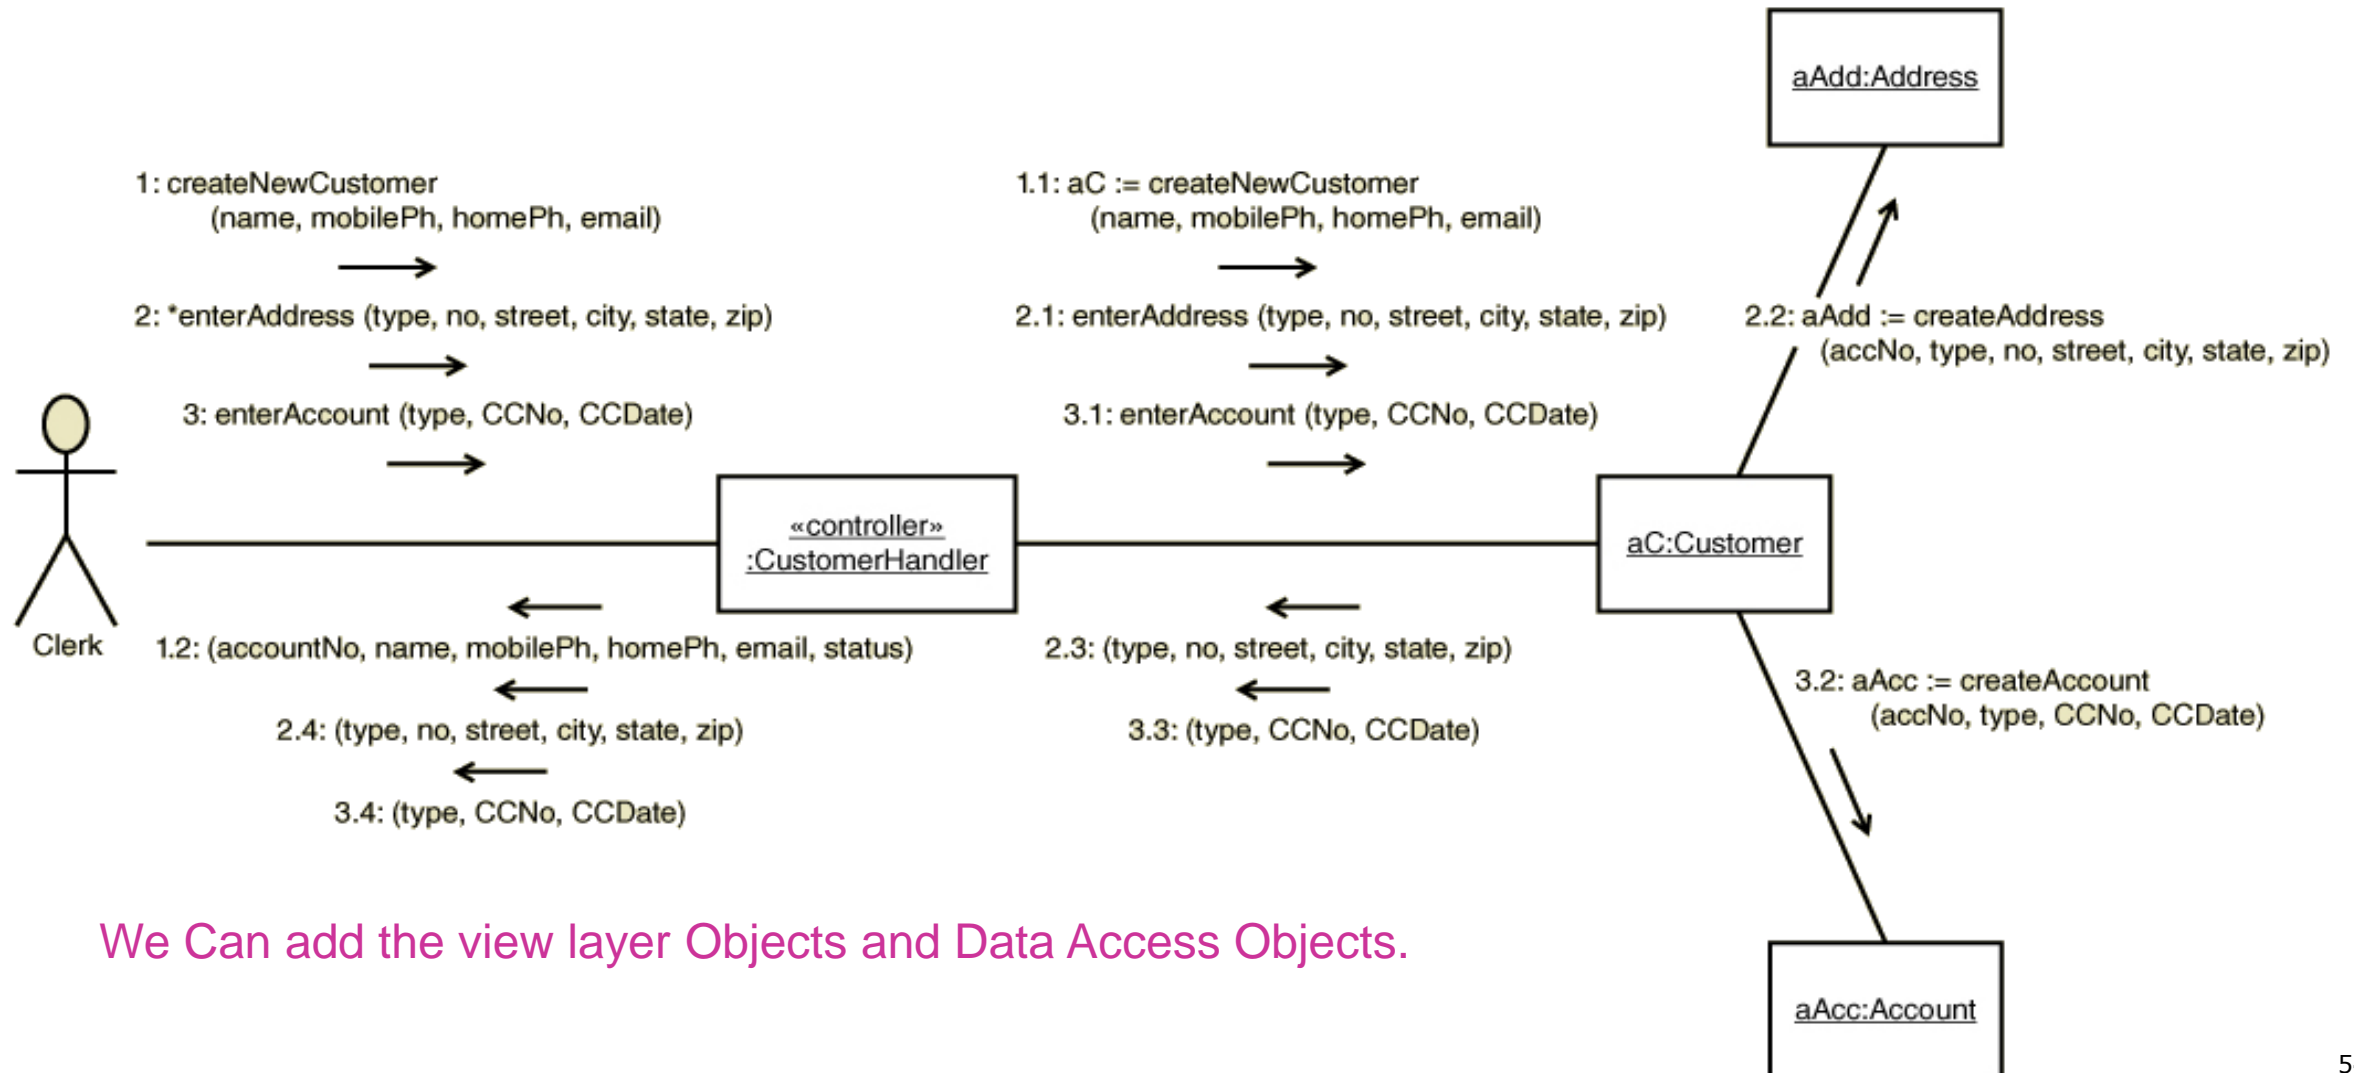 aAdd:Address
1: createNewCustomer
(name, mobilePh, homePh, email)
1.1: aC := createNewCustomer
(name, mobilePh, homePh, email)
2: *enterAddress (type, no, street, city, state, zip)
2.1: enterAddress (type, no, street, city, state, zip)
2.2: aAdd := createAddress
(accNo, type, no, street, city, state, zip)
3: enterAccount (type, CCNo, CCDate)
3.1: enterAccount (type, CCNo, CCDate)
«controller»
:CustomerHandler
aC:Customer
Clerk
1.2: (accountNo, name, mobilePh, homePh, email, status)
2.3: (type, no, street, city, state, zip)
3.2: aAcc := createAccount
(accNo, type, CCNo, CCDate)
2.4: (type, no, street, city, state, zip)
3.3: (type, CCNo, CCDate)
3.4: (type, CCNo, CCDate)
We Can add the view layer Objects and Data Access Objects.
aAcc:Account